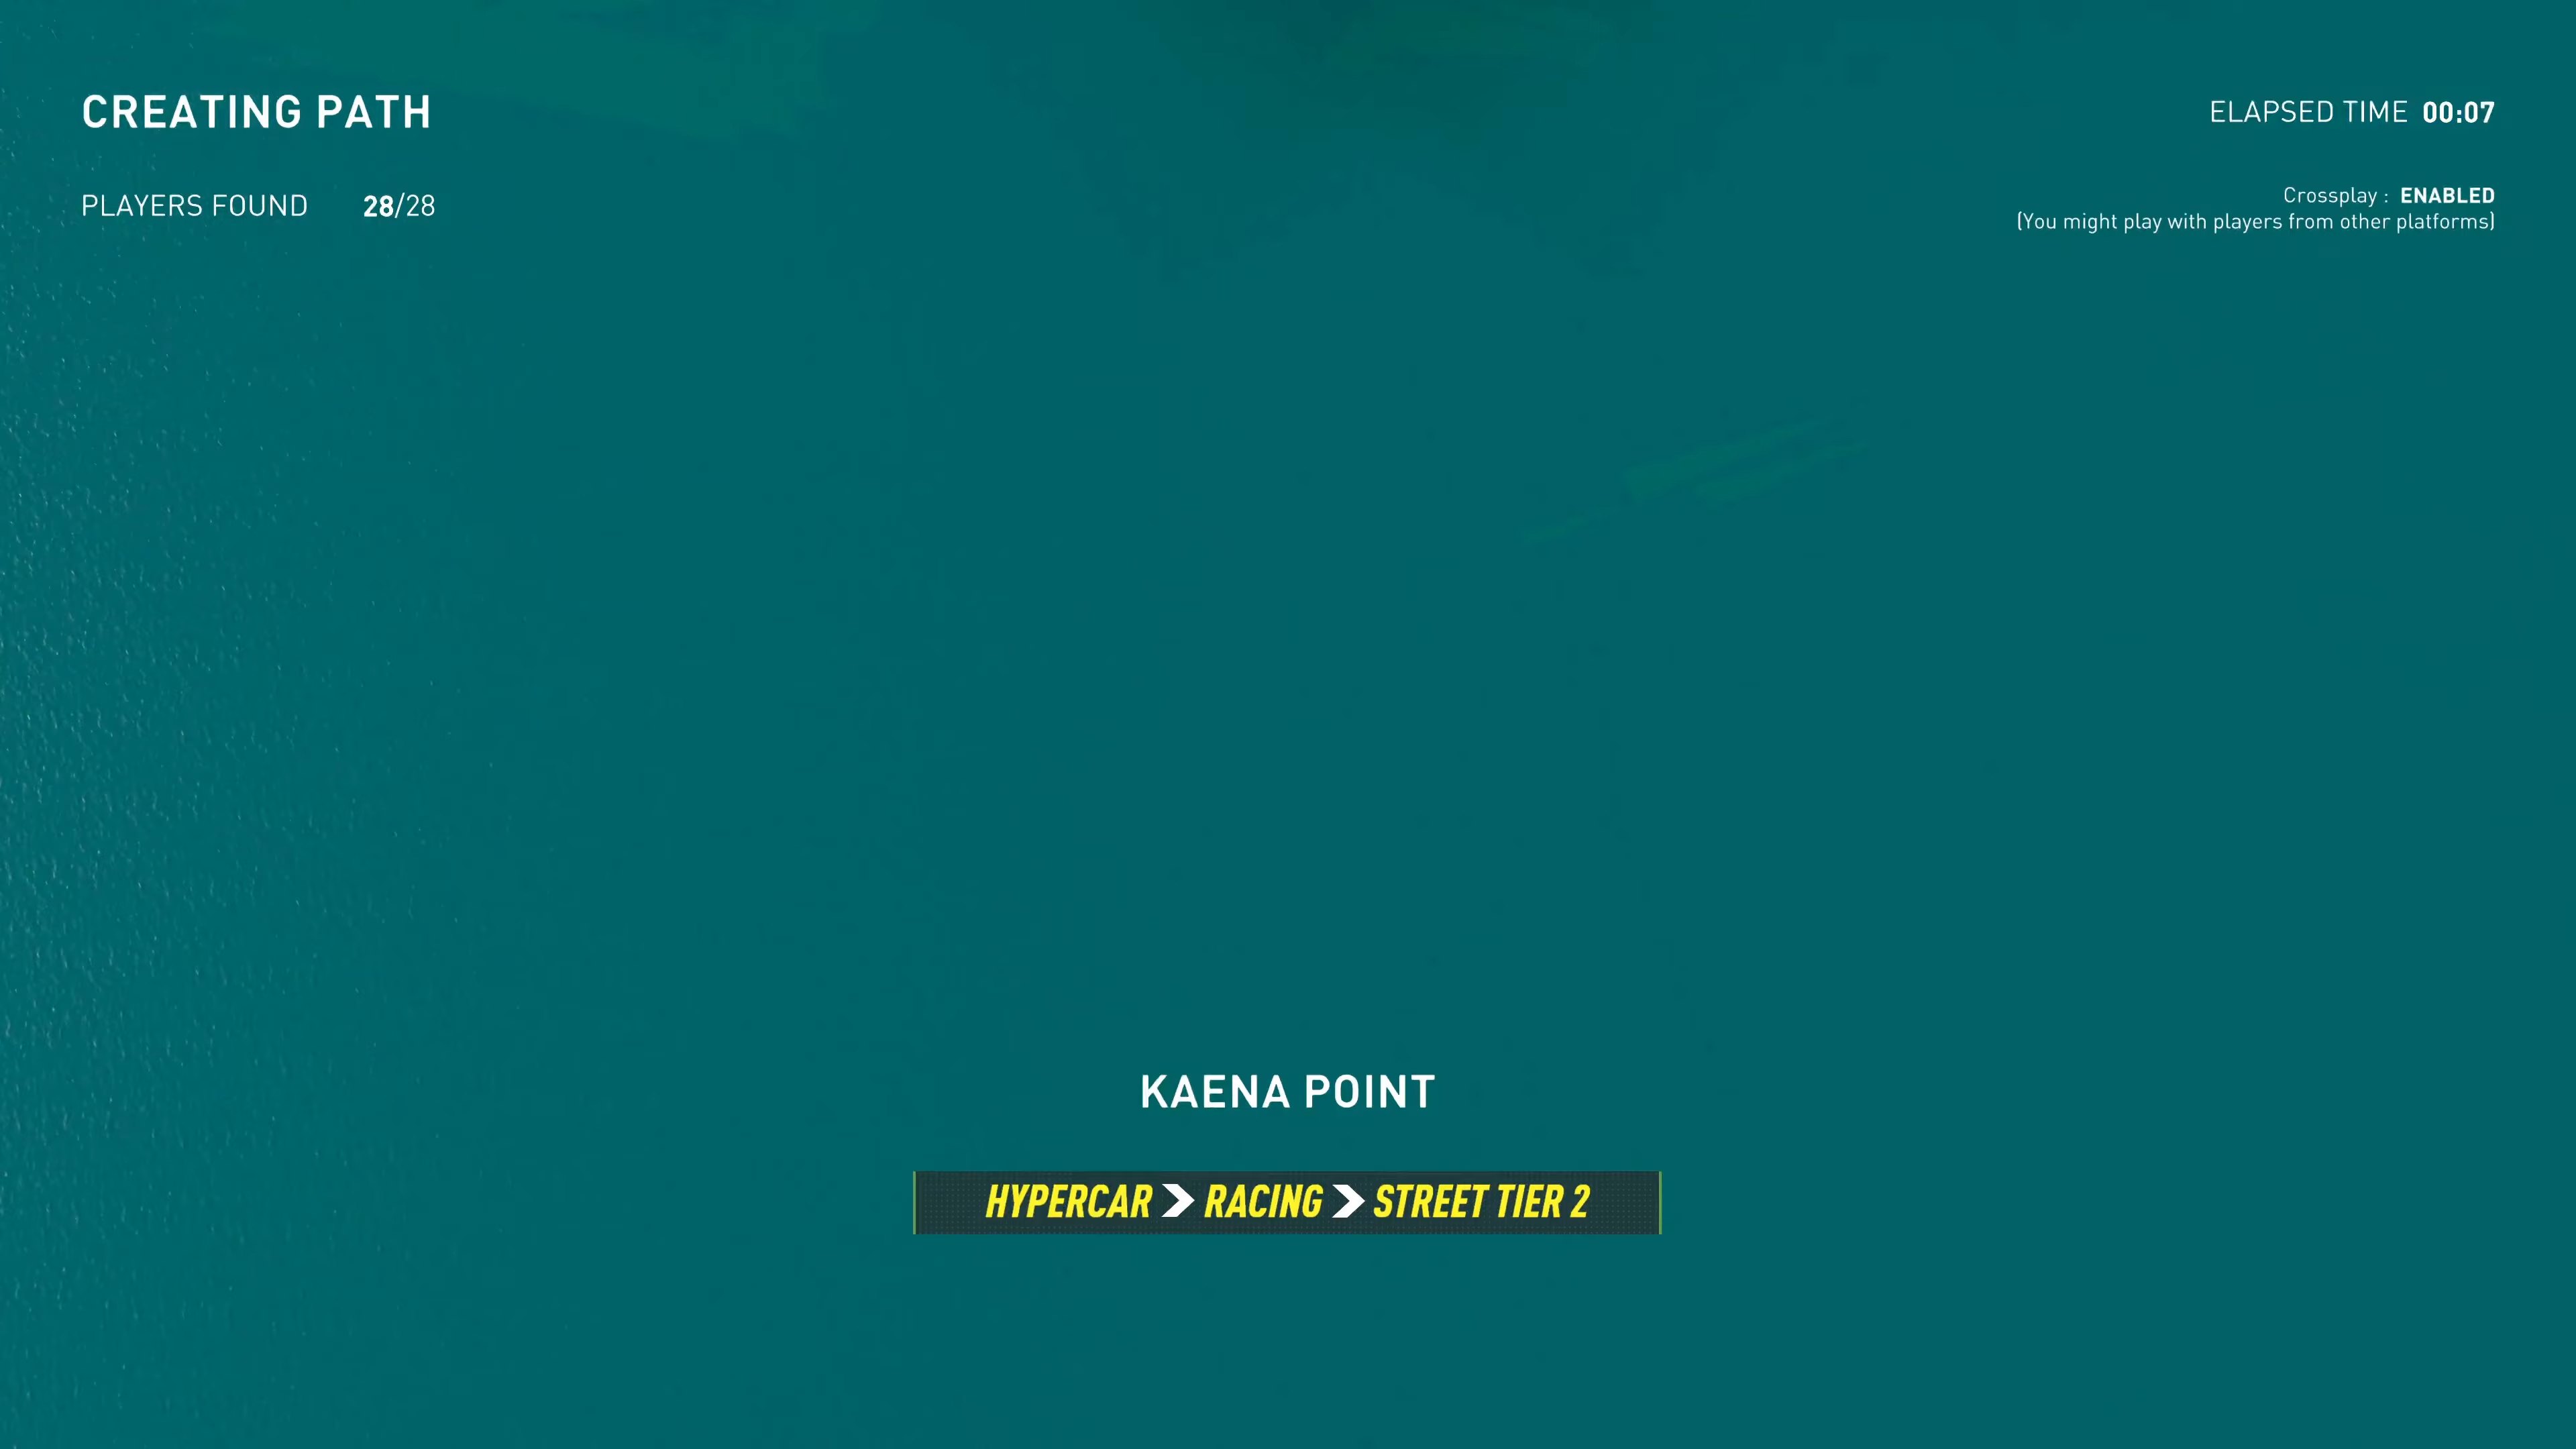 CREATING PATH
ELAPSED TIME 00:07
PLAYERS FOUND 28/28
Crossplay : ENABLED
(You might play with players from other platforms)
KAENA POINT
HYPERCAR > RACING > STREET TIER 2